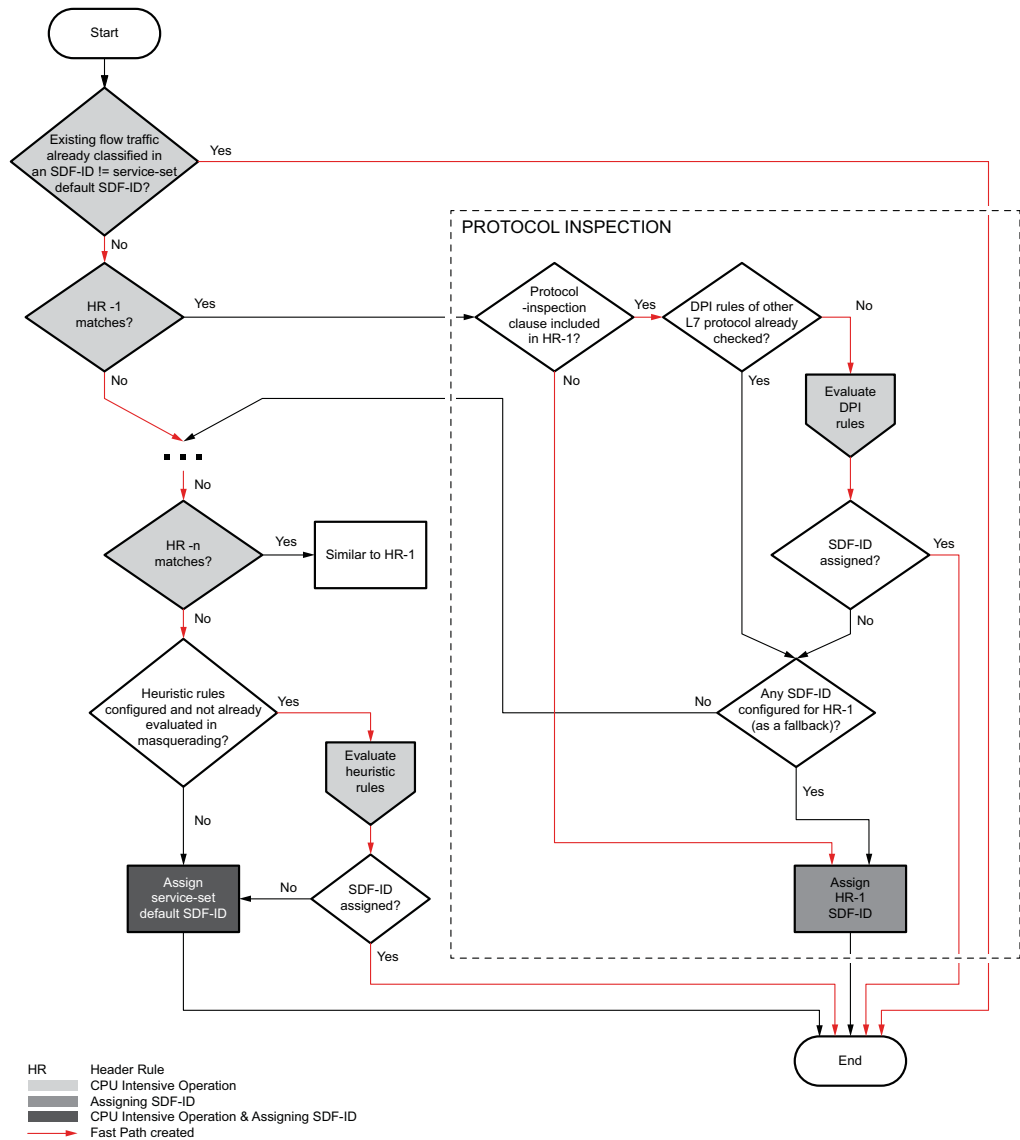 Start
Existing flow traffic
already classified in
an SDF-ID != service-set
default SDF-ID?
Yes
No
PROTOCOL INSPECTION
HR -1
matches?
Yes
No
Protocol
-inspection
clause included
in HR-1?
Yes
No
DPI rules of other
L7 protocol already
checked?
No
Yes
Evaluate
DPI
rules
SDF-ID
assigned?
Yes
No
▪ ▪ ▪
No
HR -n
matches?
Yes
Similar to HR-1
No
Heuristic rules
configured and not already
evaluated in
masquerading?
Yes
No
Evaluate
heuristic
rules
Any SDF-ID
configured for HR-1
(as a fallback)?
No
Yes
Assign
service-set
default SDF-ID
No
SDF-ID
assigned?
Yes
Assign
HR-1
SDF-ID
End
HR Header Rule
CPU Intensive Operation
Assigning SDF-ID
CPU Intensive Operation & Assigning SDF-ID
Fast Path created